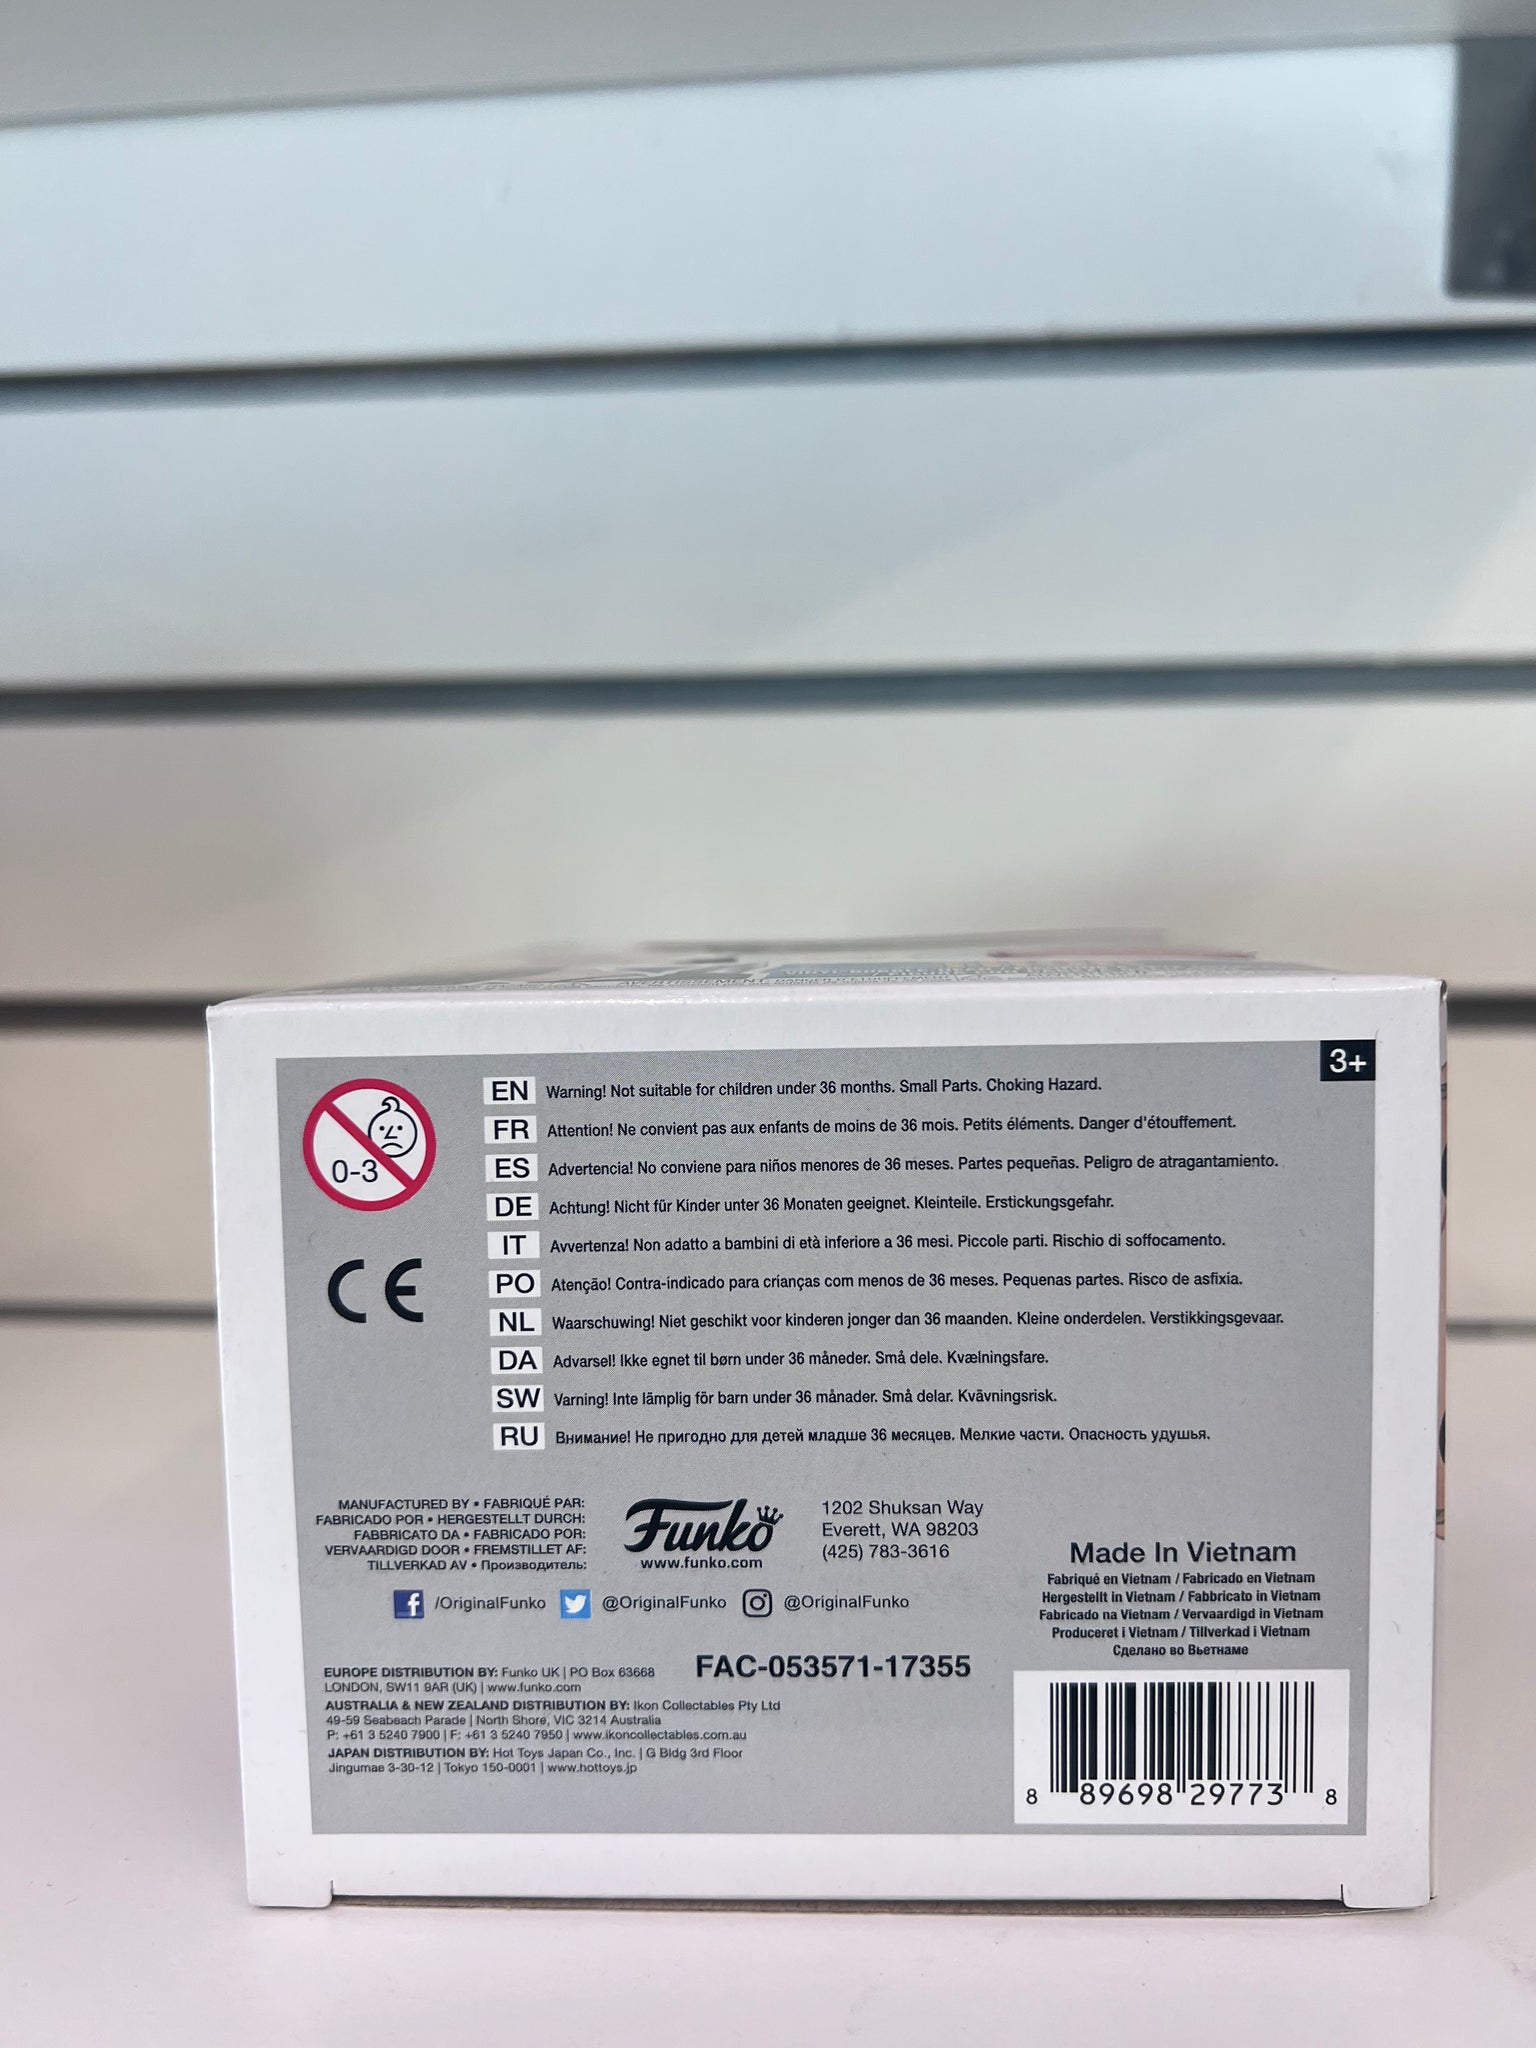 3+
0-3
EN Warning! Not suitable for children under 36 months. Small Parts. Choking Hazard.
FR Attention! Ne convient pas aux enfants de moins de 36 mois. Petits éléments. Danger d'étouffement.
ES Advertencia! No conviene para niños menores de 36 meses. Partes pequeñas. Peligro de atragantamiento.
DE Achtung! Nicht für Kinder unter 36 Monaten geeignet. Kleinteile. Erstickungsgefahr.
IT Avvertenza! Non adatto a bambini di età inferiore a 36 mesi. Piccole parti. Rischio di soffocamento.
PO Atenção! Contra-indicado para crianças com menos de 36 meses. Pequenas partes. Risco de asfixia.
NL Waarschuwing! Niet geschikt voor kinderen jonger dan 36 maanden. Kleine onderdelen. Verstikkingsgevaar.
DA Advarsel! Ikke egnet til børn under 36 måneder. Små dele. Kvælningsfare.
SW Varning! Inte lämplig för barn under 36 månader. Små delar. Kvävningsrisk.
RU Внимание! Не пригодно для детей младше 36 месяцев. Мелкие части. Опасность удушья.
CE
MANUFACTURED BY • FABRIQUÉ PAR:
FABRICADO POR • HERGESTELLT DURCH:
FABBRICATO DA • FABRICADO POR:
VERVAARDIGD DOOR • FREMSTILLET AF:
TILLVERKAD AV • Производитель:
Funko
www.funko.com
1202 Shuksan Way
Everett, WA 98203
(425) 783-3616
/OriginalFunko @OriginalFunko @OriginalFunko
Made In Vietnam
Fabriqué en Vietnam / Fabricado en Vietnam
Hergestellt in Vietnam / Fabbricato in Vietnam
Fabricado na Vietnam / Vervaardigd in Vietnam
Produceret i Vietnam / Tillverkad i Vietnam
Сделано во Вьетнаме
FAC-053571-17355
EUROPE DISTRIBUTION BY: Funko UK | PO Box 63668
LONDON, SW11 9AR (UK) | www.funko.com
AUSTRALIA & NEW ZEALAND DISTRIBUTION BY: Ikon Collectables Pty Ltd
49-59 Seabeach Parade | North Shore, VIC 3214 Australia
P: +61 3 5240 7900 | F: +61 3 5240 7950 | www.ikoncollectables.com.au
JAPAN DISTRIBUTION BY: Hot Toys Japan Co., Inc. | G Bldg 3rd Floor
Jingumae 3-30-12 | Tokyo 150-0001 | www.hottoys.jp
8 89698 29773 8